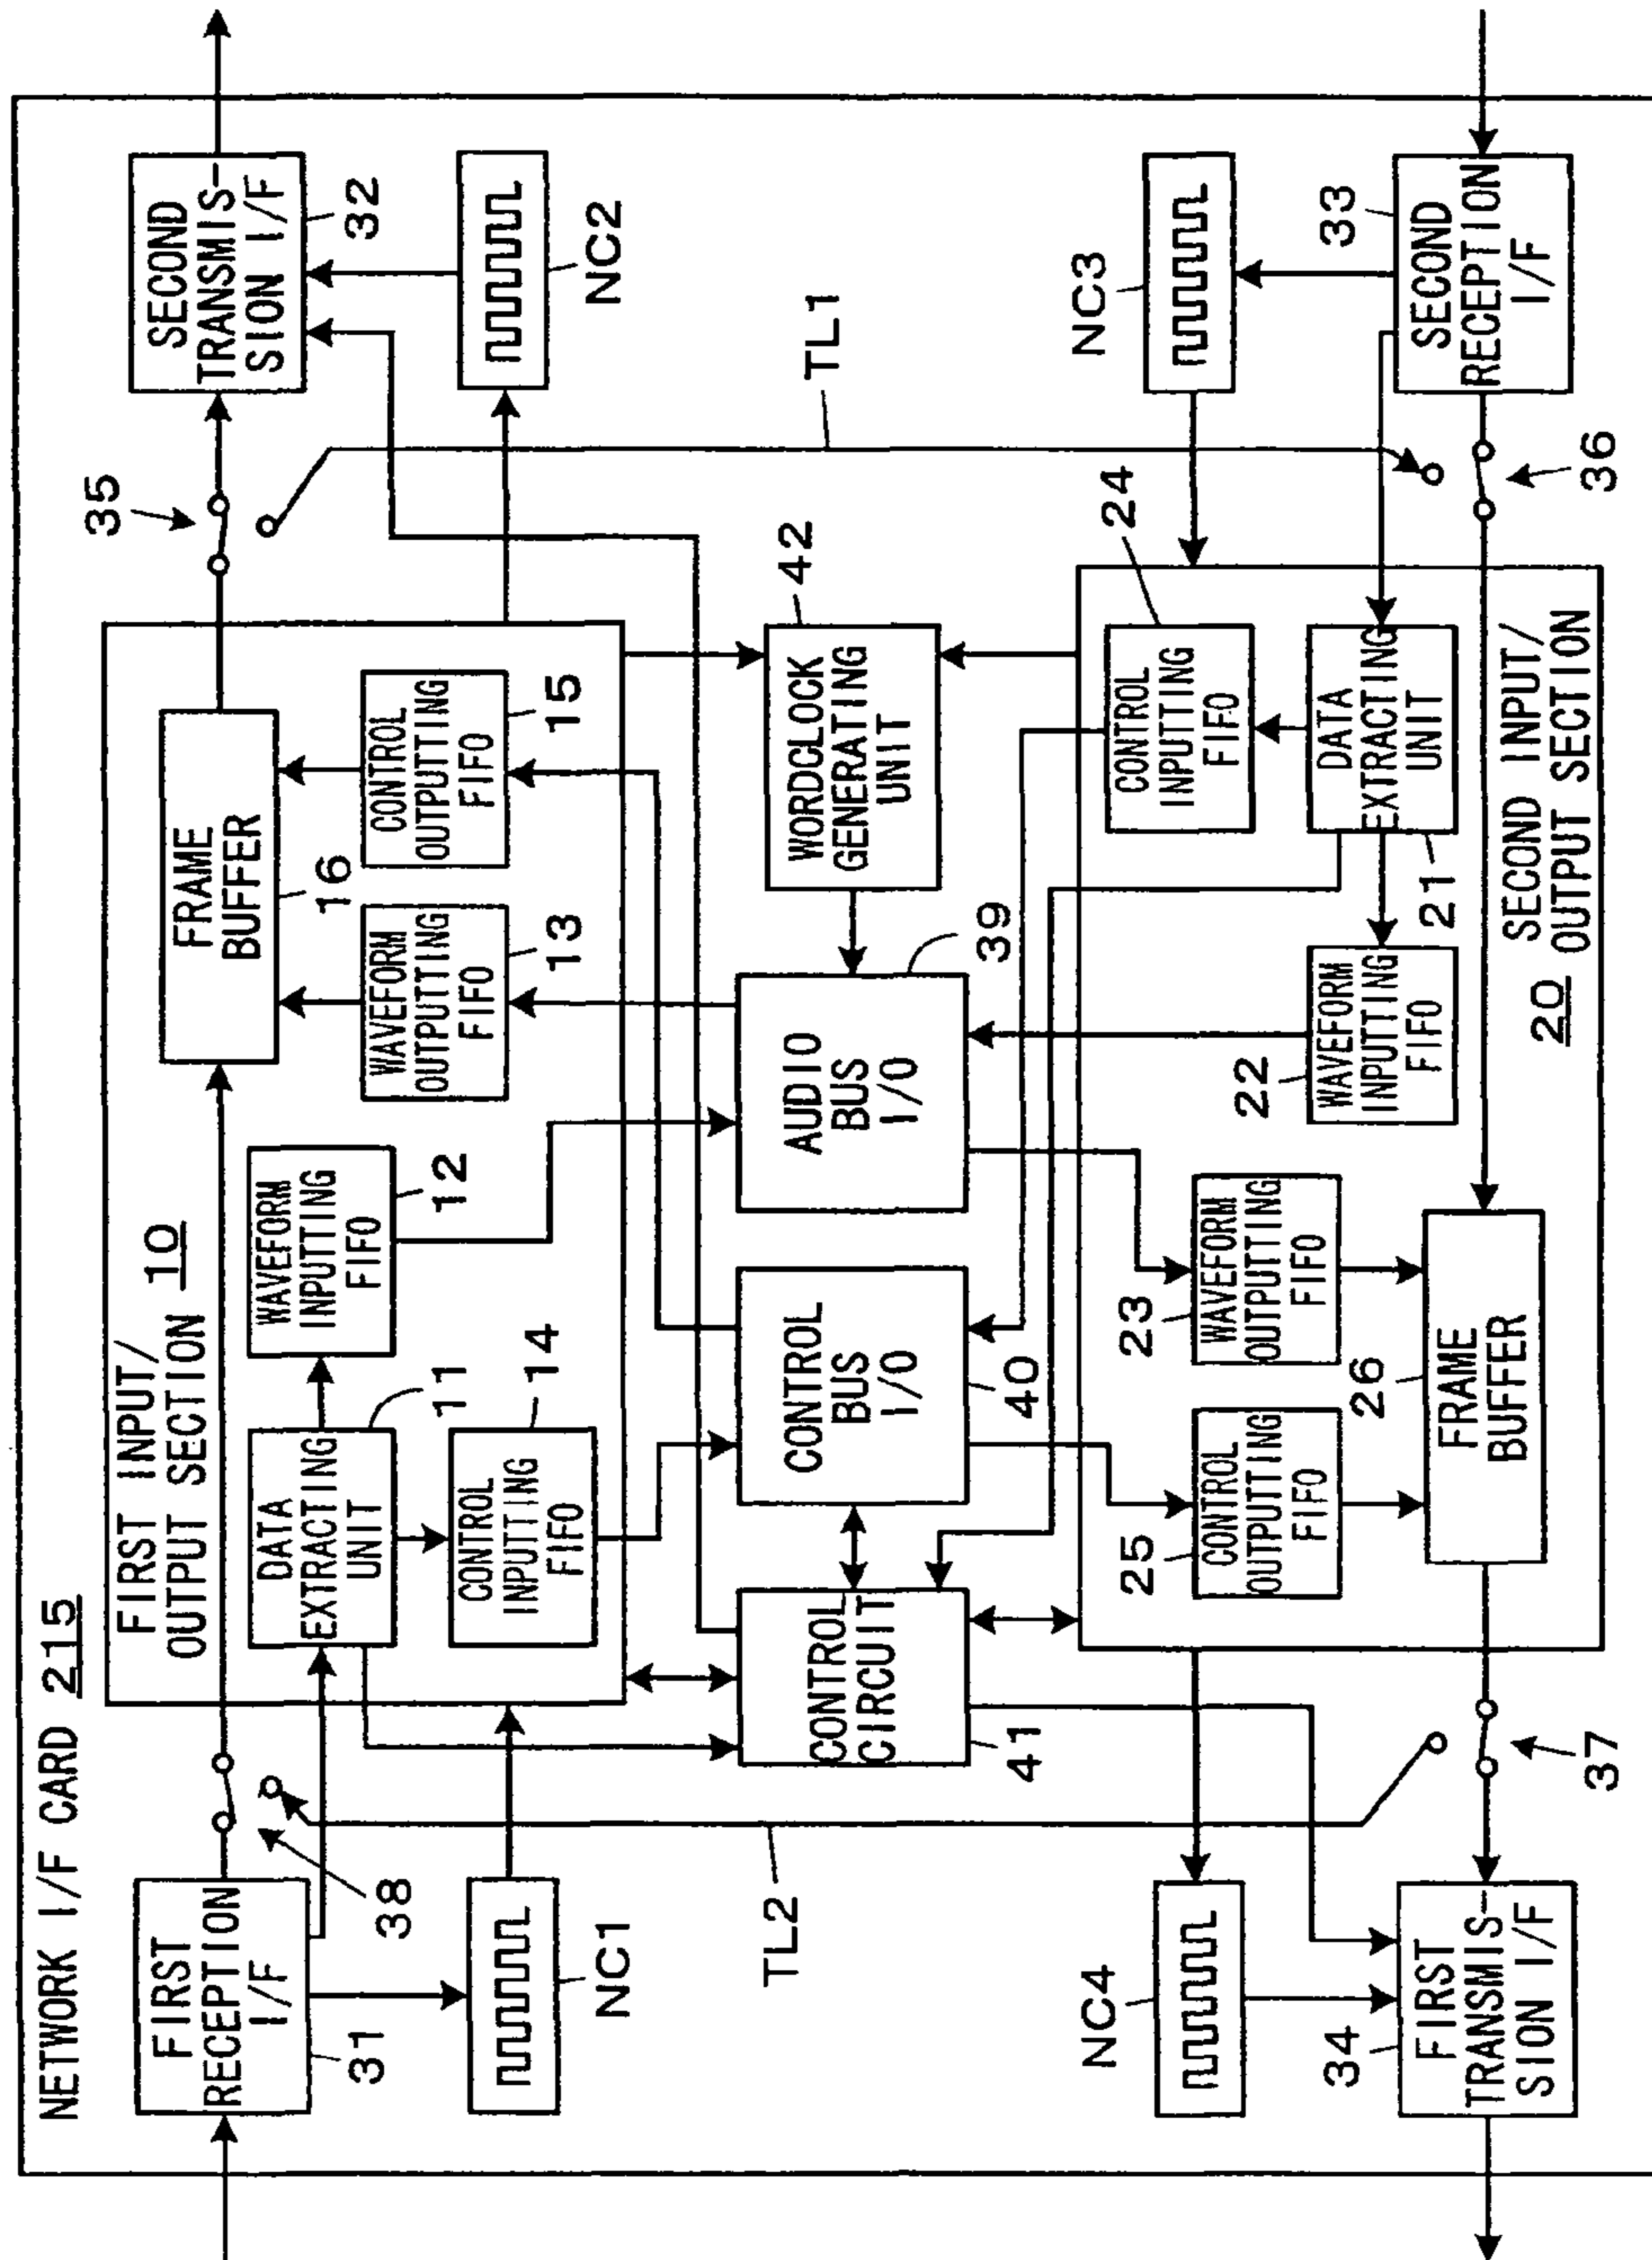 NETWORK I/F CARD 215
FIRST INPUT/
OUTPUT SECTION 10
FIRST
RECEPTION
I/F
31
38
NC1
DATA
EXTRACTING
UNIT
11
WAVEFORM
INPUTTING
FIFO
12
CONTROL
INPUTTING
FIFO
14
FRAME
BUFFER
16
WAVEFORM
OUTPUTTING
FIFO
13
CONTROL
OUTPUTTING
FIFO
15
35
SECOND
TRANSMIS-
SION I/F
32
NC2
TL2
CONTROL
CIRCUIT
41
CONTROL
BUS
I/O
40
AUDIO
BUS
I/O
39
WORDCLOCK
GENERATING
UNIT
42
TL1
NC4
FIRST
TRANSMIS-
SION I/F
34
37
CONTROL
OUTPUTTING
FIFO
25
WAVEFORM
OUTPUTTING
FIFO
23
FRAME
BUFFER
26
WAVEFORM
INPUTTING
FIFO
22
DATA
EXTRACTING
UNIT
21
CONTROL
INPUTTING
FIFO
24
20 SECOND INPUT/
OUTPUT SECTION
NC3
SECOND
RECEPTION
I/F
33
36